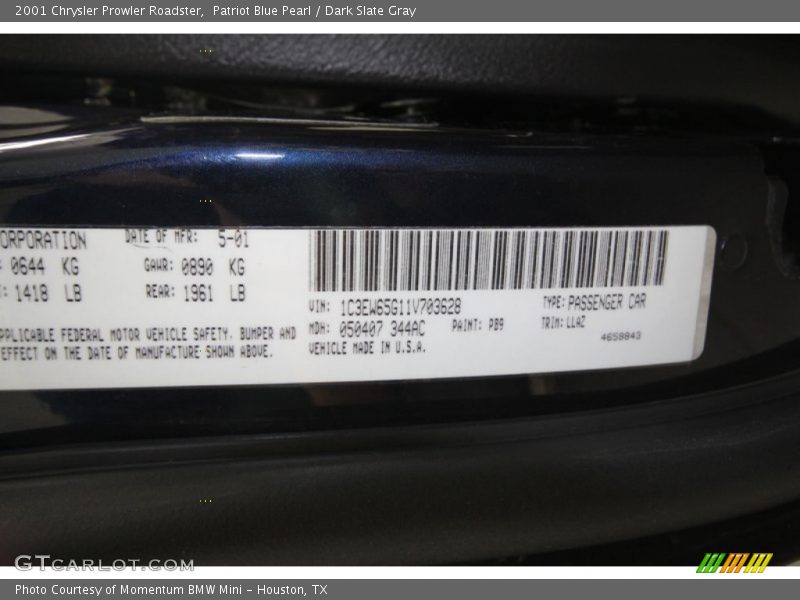 2001 Chrysler Prowler Roadster, Patriot Blue Pearl / Dark Slate Gray
ORPORATION DATE OF MFR: 5-01
0644 KG GAWR: 0890 KG
1418 LB REAR: 1961 LB
VIN: 1C3EW65G11V703628 TYPE: PASSENGER CAR
MDH: 050407 344AC PAINT: PB9 TRIM: LLAZ
4658843
PPLICABLE FEDERAL MOTOR VEHICLE SAFETY, BUMPER AND
EFFECT ON THE DATE OF MANUFACTURE SHOWN ABOVE.
VEHICLE MADE IN U.S.A.
GTCARLOT.COM
Photo Courtesy of Momentum BMW Mini - Houston, TX